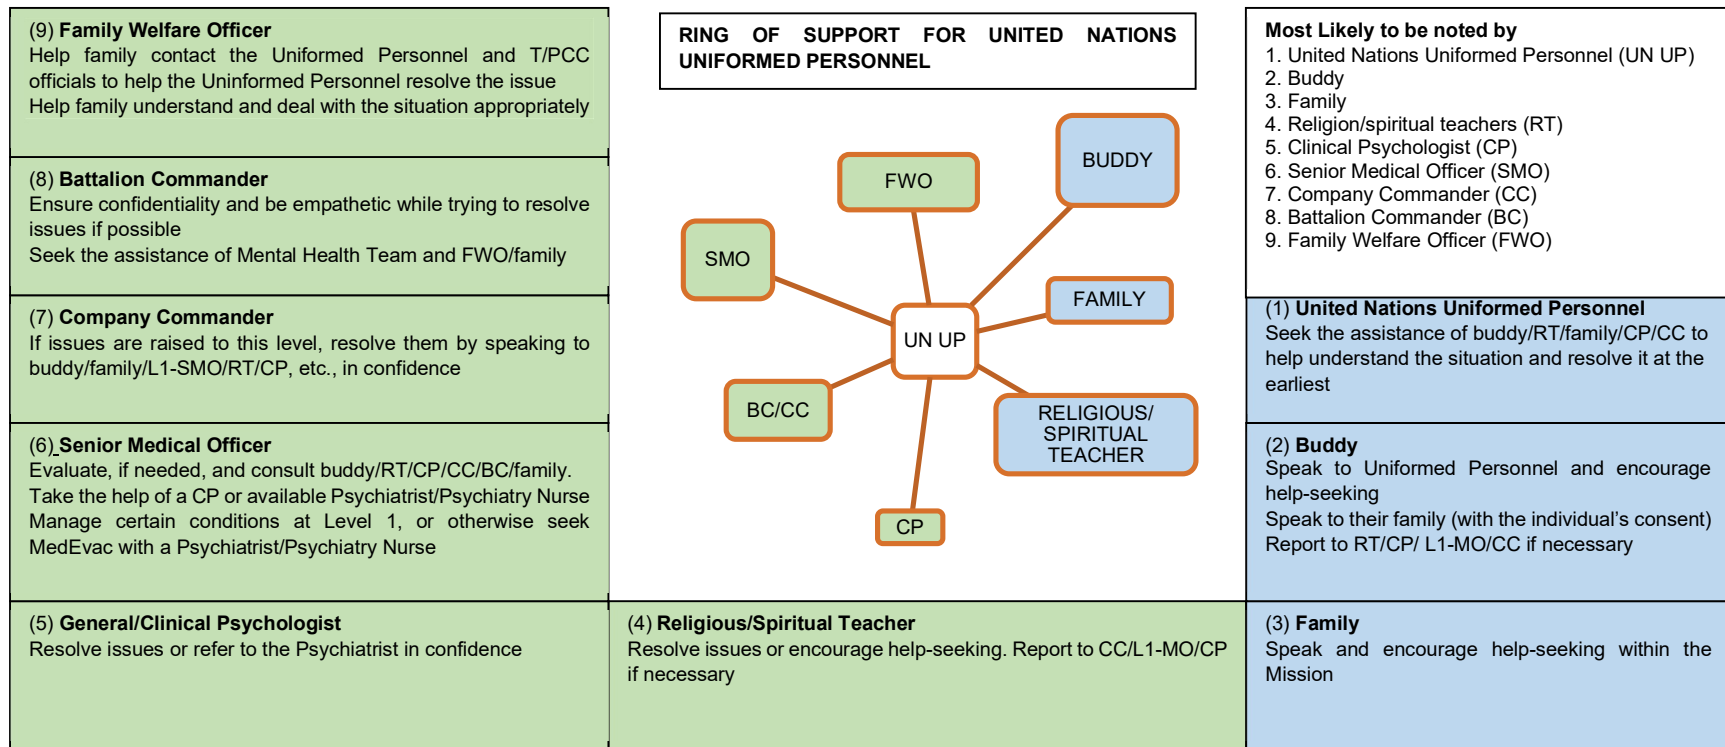 (9) Family Welfare Officer
Help family contact the Uniformed Personnel and T/PCC
officials to help the Uninformed Personnel resolve the issue
Help family understand and deal with the situation appropriately
(8) Battalion Commander
Ensure confidentiality and be empathetic while trying to resolve
issues if possible
Seek the assistance of Mental Health Team and FWO/family
(7) Company Commander
If issues are raised to this level, resolve them by speaking to
buddy/family/L1-SMO/RT/CP, etc., in confidence
(6) Senior Medical Officer
Evaluate, if needed, and consult buddy/RT/CP/CC/BC/family.
Take the help of a CP or available Psychiatrist/Psychiatry Nurse
Manage certain conditions at Level 1, or otherwise seek
MedEvac with a Psychiatrist/Psychiatry Nurse
(5) General/Clinical Psychologist
Resolve issues or refer to the Psychiatrist in confidence
RING OF SUPPORT FOR UNITED NATIONS
UNIFORMED PERSONNEL
BUDDY
FWO
SMO
FAMILY
UN UP
BC/CC
RELIGIOUS/
SPIRITUAL
TEACHER
CP
(4) Religious/Spiritual Teacher
Resolve issues or encourage help-seeking. Report to CC/L1-MO/CP
if necessary
Most Likely to be noted by
1. United Nations Uniformed Personnel (UN UP)
2. Buddy
3. Family
4. Religion/spiritual teachers (RT)
5. Clinical Psychologist (CP)
6. Senior Medical Officer (SMO)
7. Company Commander (CC)
8. Battalion Commander (BC)
9. Family Welfare Officer (FWO)
(1) United Nations Uniformed Personnel
Seek the assistance of buddy/RT/family/CP/CC to
help understand the situation and resolve it at the
earliest
(2) Buddy
Speak to Uniformed Personnel and encourage
help-seeking
Speak to their family (with the individual's consent)
Report to RT/CP/ L1-MO/CC if necessary
(3) Family
Speak and encourage help-seeking within the
Mission